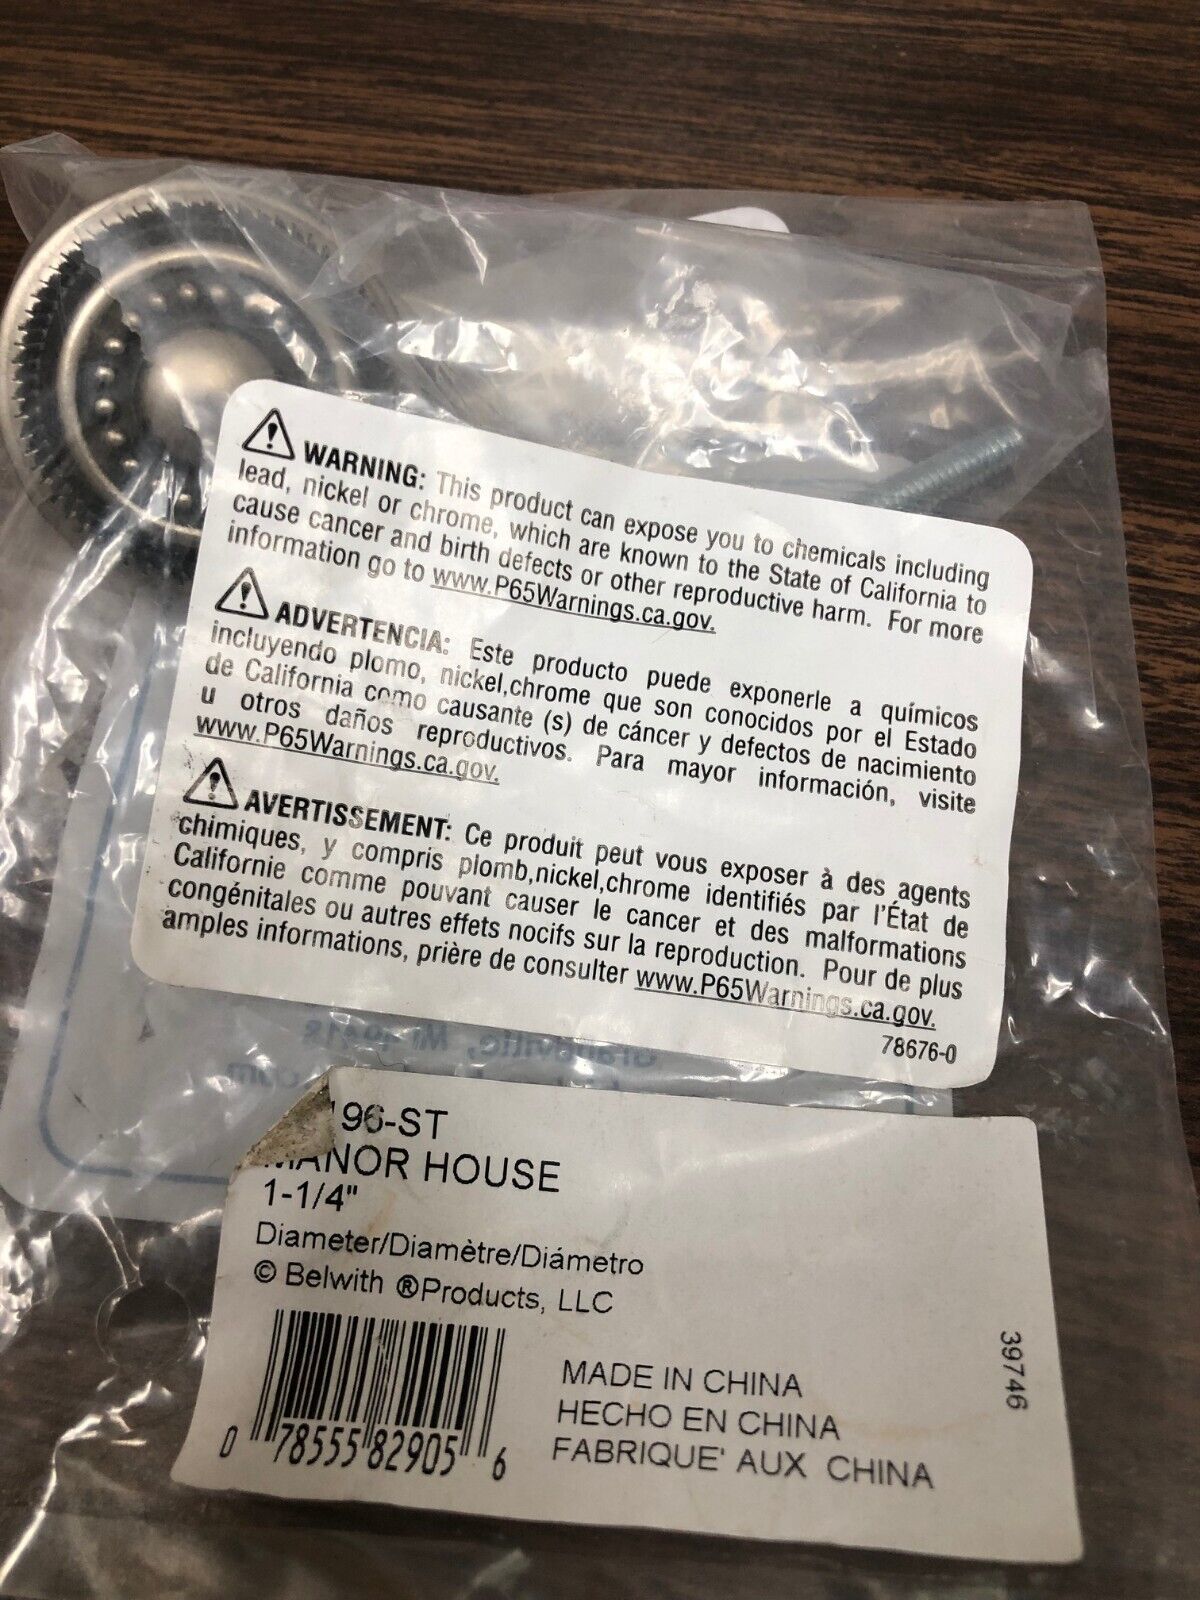 WARNING: This product can expose you to chemicals including
lead, nickel or chrome, which are known to the State of California to
cause cancer and birth defects or other reproductive harm. For more
information go to www.P65Warnings.ca.gov.
ADVERTENCIA: Este producto puede exponerle a químicos
incluyendo plomo, nickel,chrome que son conocidos por el Estado
de California como causante (s) de cáncer y defectos de nacimiento
u otros daños reproductivos. Para mayor información, visite
www.P65Warnings.ca.gov.
AVERTISSEMENT: Ce produit peut vous exposer à des agents
chimiques, y compris plomb,nickel,chrome identifiés par l'État de
Californie comme pouvant causer le cancer et des malformations
congénitales ou autres effets nocifs sur la reproduction. Pour de plus
amples informations, prière de consulter www.P65Warnings.ca.gov.
78676-0
196-ST
MANOR HOUSE
1-1/4"
Diameter/Diamètre/Diámetro
© Belwith ®Products, LLC
0 78555 82905 6
MADE IN CHINA
HECHO EN CHINA
FABRIQUE' AUX CHINA
39746